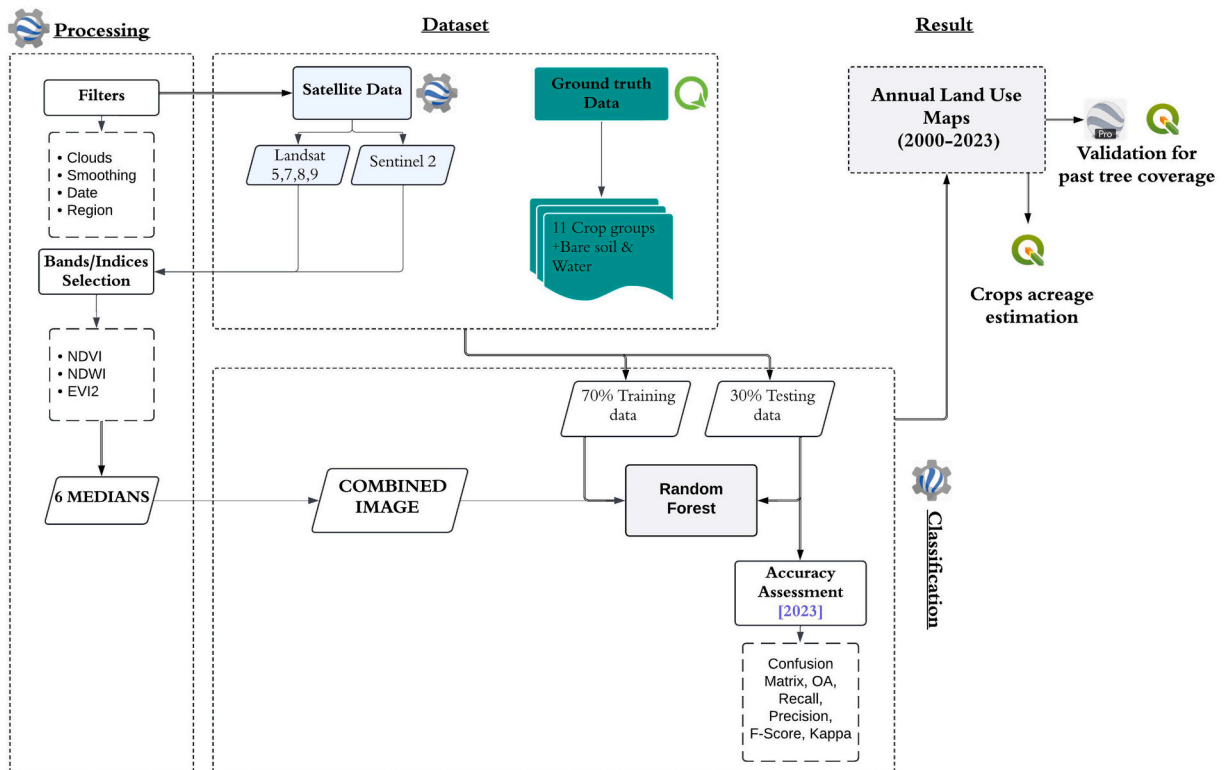 Processing
Dataset
Result
Filters
• Clouds
• Smoothing
• Date
• Region
Bands/Indices
Selection
• NDVI
• NDWI
• EVI2
6 MEDIANS
Satellite Data
Landsat
5,7,8,9
Sentinel 2
Ground truth
Data
11 Crop groups
+Bare soil &
Water
Annual Land Use
Maps
(2000-2023)
Pro
Validation for
past tree coverage
Crops acreage
estimation
70% Training
data
30% Testing
data
COMBINED
IMAGE
Random
Forest
Accuracy
Assessment
[2023]
Confusion
Matrix, OA,
Recall,
Precision,
F-Score, Kappa
Classification